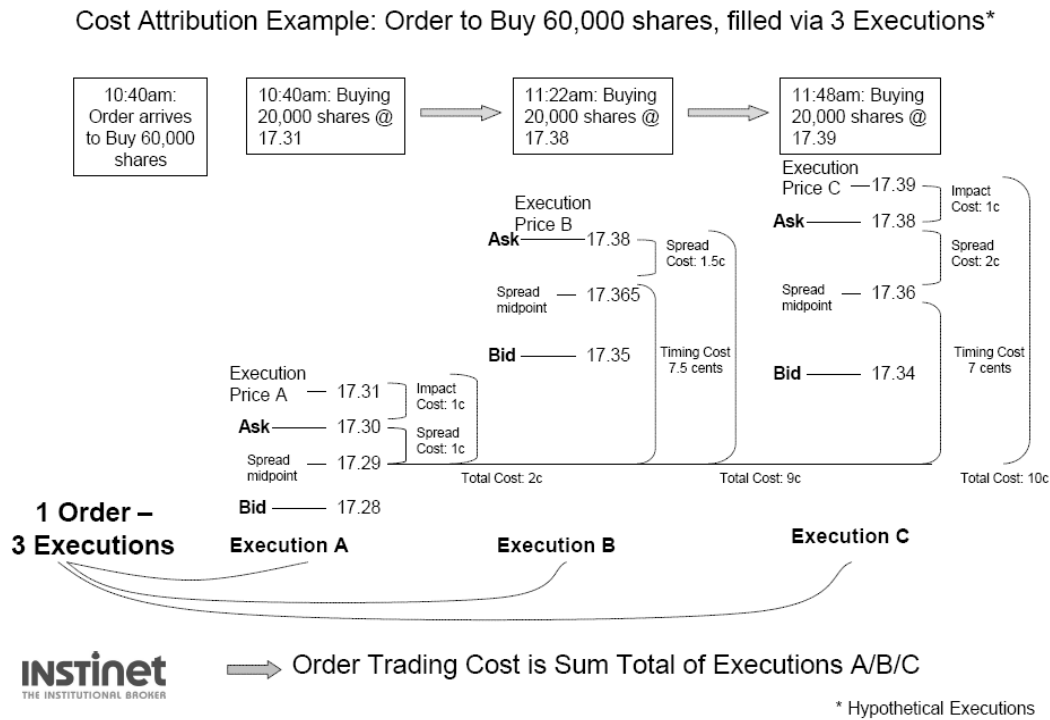 Cost Attribution Example: Order to Buy 60,000 shares, filled via 3 Executions*
10:40am:
Order arrives
to Buy 60,000
shares
10:40am: Buying
20,000 shares @
17.31
11:22am: Buying
20,000 shares @
17.38
11:48am: Buying
20,000 shares @
17.39
Execution
Price A
17.31
Ask
17.30
Spread
midpoint
17.29
Bid
17.28
Impact
Cost: 1c
Spread
Cost: 1c
Total Cost: 2c
Execution
Price B
Ask
17.38
Spread
midpoint
17.365
Bid
17.35
Spread
Cost: 1.5c
Timing Cost
7.5 cents
Total Cost: 9c
Execution
Price C
17.39
Ask
17.38
Spread
midpoint
17.36
Bid
17.34
Impact
Cost: 1c
Spread
Cost: 2c
Timing Cost
7 cents
Total Cost: 10c
1 Order –
3 Executions
Execution A
Execution B
Execution C
INSTINET
THE INSTITUTIONAL BROKER
Order Trading Cost is Sum Total of Executions A/B/C
* Hypothetical Executions